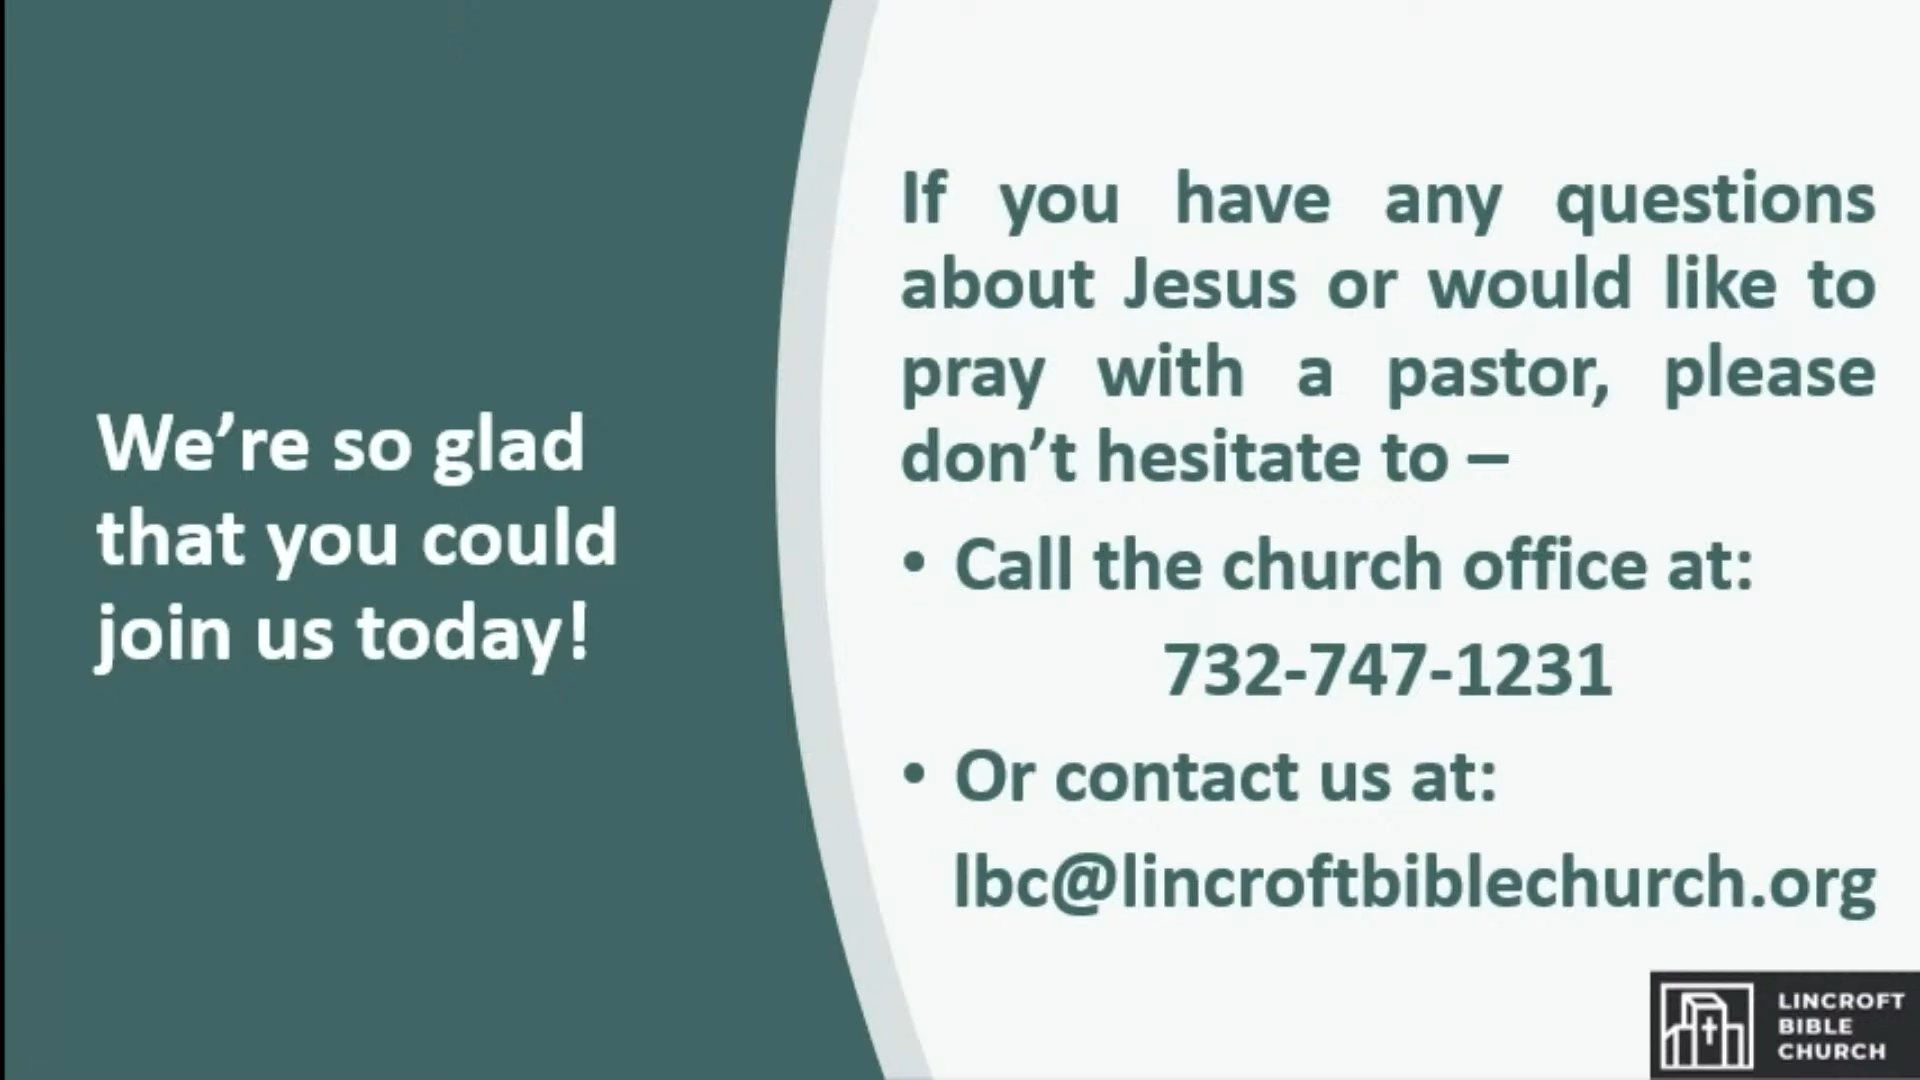 We’re so glad
that you could
join us today!
If you have any questions
about Jesus or would like to
pray with a pastor, please
don’t hesitate to –
• Call the church office at:
732-747-1231
• Or contact us at:
lbc@lincroftbiblechurch.org
LINCROFT
BIBLE
CHURCH